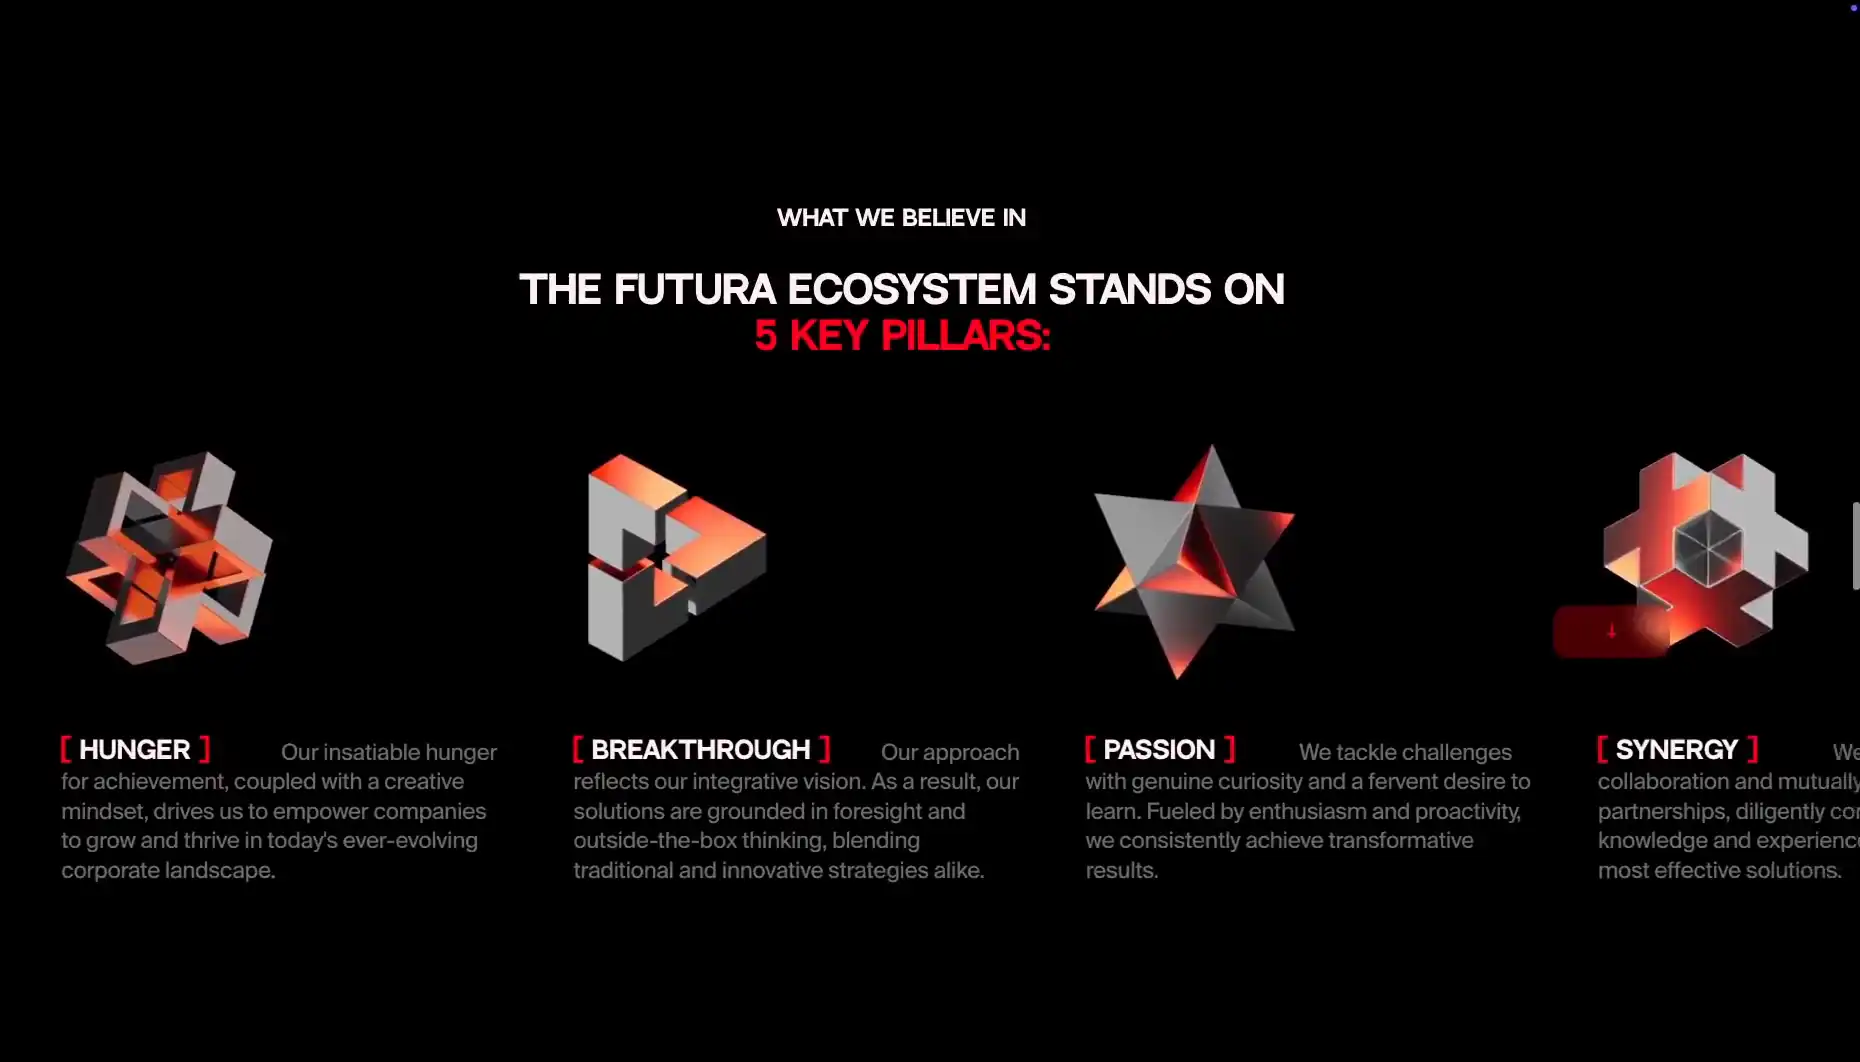 WHAT WE BELIEVE IN
THE FUTURA ECOSYSTEM STANDS ON
5 KEY PILLARS:
[ HUNGER ] Our insatiable hunger
for achievement, coupled with a creative
mindset, drives us to empower companies
to grow and thrive in today's ever-evolving
corporate landscape.
[ BREAKTHROUGH ] Our approach
reflects our integrative vision. As a result, our
solutions are grounded in foresight and
outside-the-box thinking, blending
traditional and innovative strategies alike.
[ PASSION ] We tackle challenges
with genuine curiosity and a fervent desire to
learn. Fueled by enthusiasm and proactivity,
we consistently achieve transformative
results.
[ SYNERGY ] We
collaboration and mutually
partnerships, diligently
knowledge and
most effective solutions.